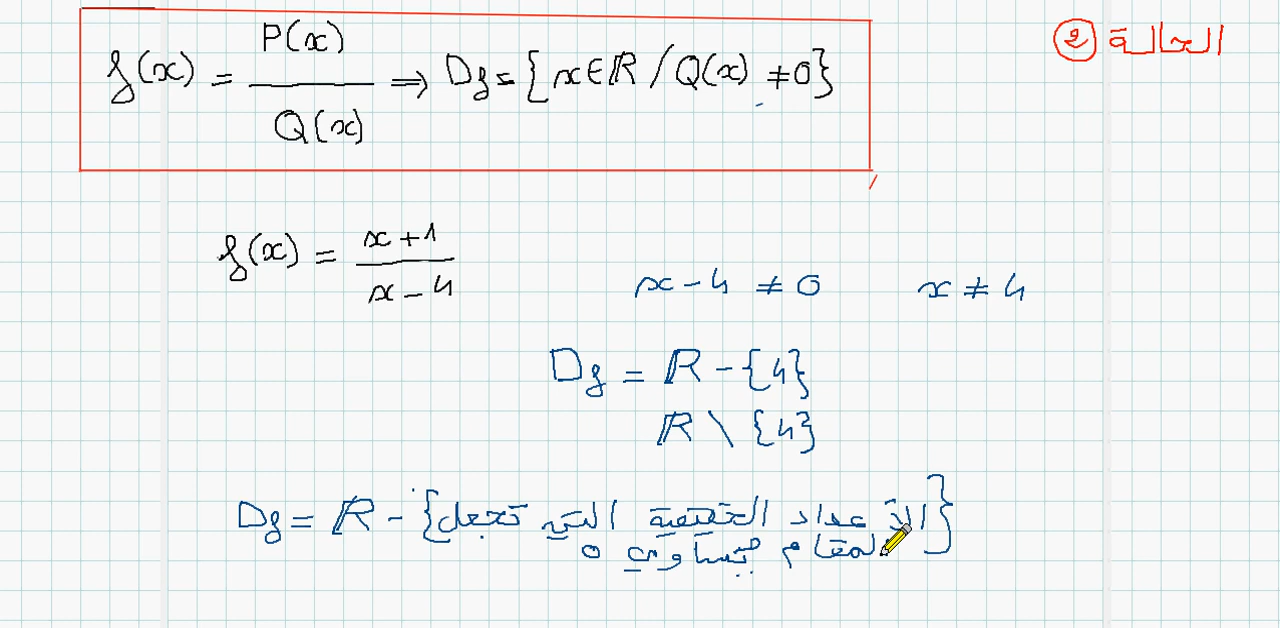 الحالة 2
f(x) = P(x)/Q(x) ⇒ Df = {x∈ℝ / Q(x) ≠ 0}
f(x) = (x+1)/(x-4)
x-4 ≠ 0 x ≠ 4
Df = ℝ - {4}
ℝ \ {4}
Df = ℝ - {الأعداد الحقيقية التي تجعل
المقام يساوي 0}